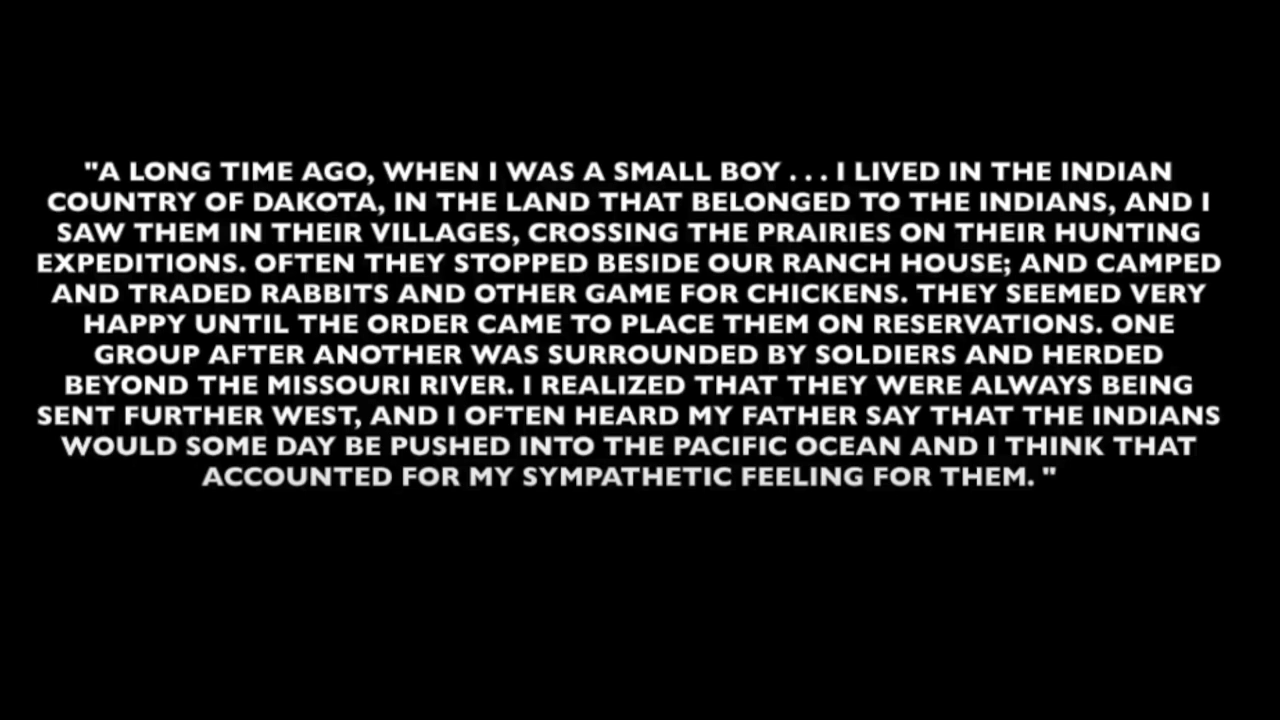 "A LONG TIME AGO, WHEN I WAS A SMALL BOY . . . I LIVED IN THE INDIAN
COUNTRY OF DAKOTA, IN THE LAND THAT BELONGED TO THE INDIANS, AND I
SAW THEM IN THEIR VILLAGES, CROSSING THE PRAIRIES ON THEIR HUNTING
EXPEDITIONS. OFTEN THEY STOPPED BESIDE OUR RANCH HOUSE; AND CAMPED
AND TRADED RABBITS AND OTHER GAME FOR CHICKENS. THEY SEEMED VERY
HAPPY UNTIL THE ORDER CAME TO PLACE THEM ON RESERVATIONS. ONE
GROUP AFTER ANOTHER WAS SURROUNDED BY SOLDIERS AND HERDED
BEYOND THE MISSOURI RIVER. I REALIZED THAT THEY WERE ALWAYS BEING
SENT FURTHER WEST, AND I OFTEN HEARD MY FATHER SAY THAT THE INDIANS
WOULD SOME DAY BE PUSHED INTO THE PACIFIC OCEAN AND I THINK THAT
ACCOUNTED FOR MY SYMPATHETIC FEELING FOR THEM. "